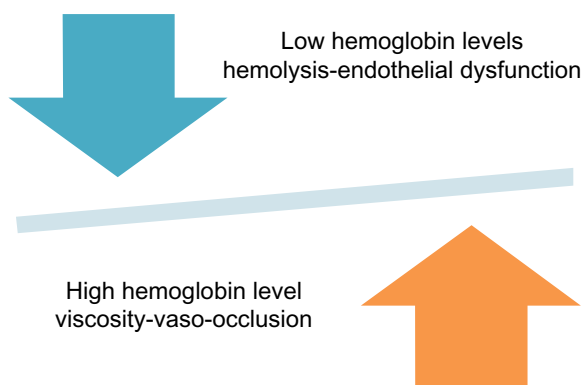 Low hemoglobin levels
hemolysis-endothelial dysfunction
High hemoglobin level
viscosity-vaso-occlusion